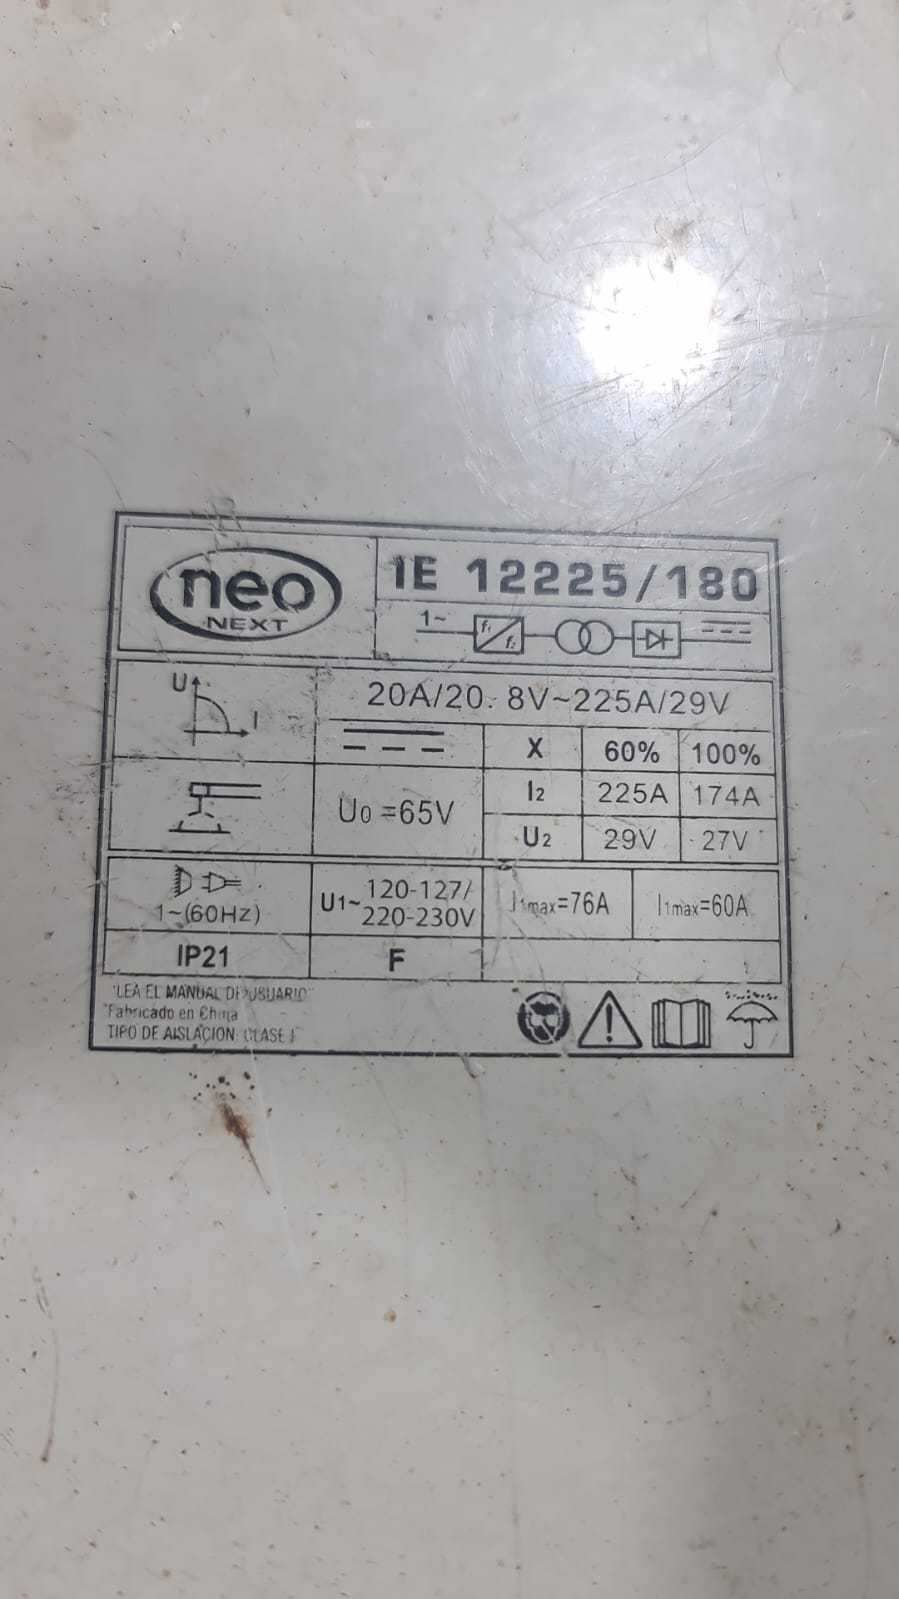 neo
NEXT
IE 12225/180
1~
f1
f2
U
I
20A/20.8V~225A/29V
X 60% 100%
U0 =65V
I2 225A 174A
U2 29V 27V
1~(60HZ)
U1~ 120-127/
220-230V
I1max=76A
I1max=60A
IP21
F
"LEA EL MANUAL DE USUARIO"
"Fabricado en China
TIPO DE AISLACION: CLASE I